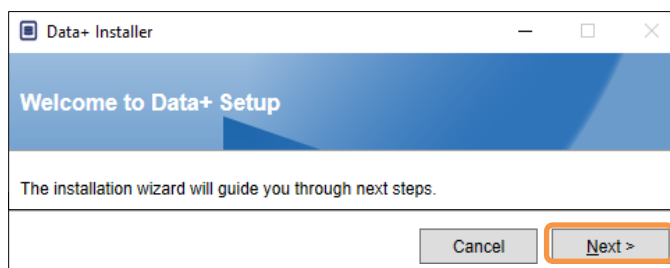 Data+ Installer
Welcome to Data+ Setup
The installation wizard will guide you through next steps.
Cancel
Next >